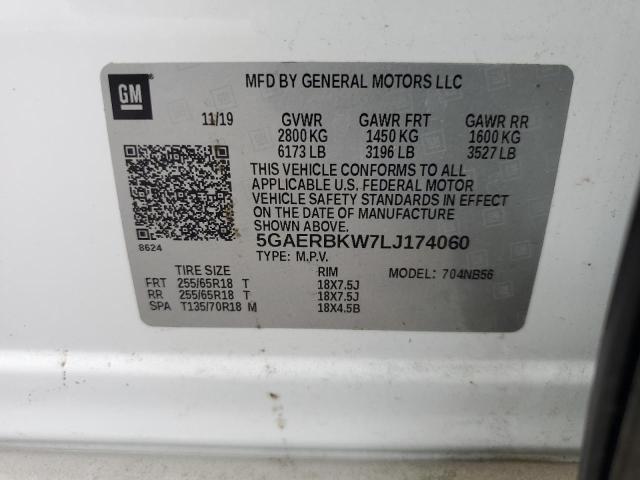 GM
MFD BY GENERAL MOTORS LLC
11/19 GVWR GAWR FRT GAWR RR
2800 KG 1450 KG 1600 KG
6173 LB 3196 LB 3527 LB
THIS VEHICLE CONFORMS TO ALL
APPLICABLE U.S. FEDERAL MOTOR
VEHICLE SAFETY STANDARDS IN EFFECT
ON THE DATE OF MANUFACTURE
SHOWN ABOVE.
8624
5GAERBKW7LJ174060
TYPE: M.P.V. MODEL: 704NB56
TIRE SIZE RIM
FRT 255/65R18 T 18X7.5J
RR 255/65R18 T 18X7.5J
SPA T135/70R18 M 18X4.5B